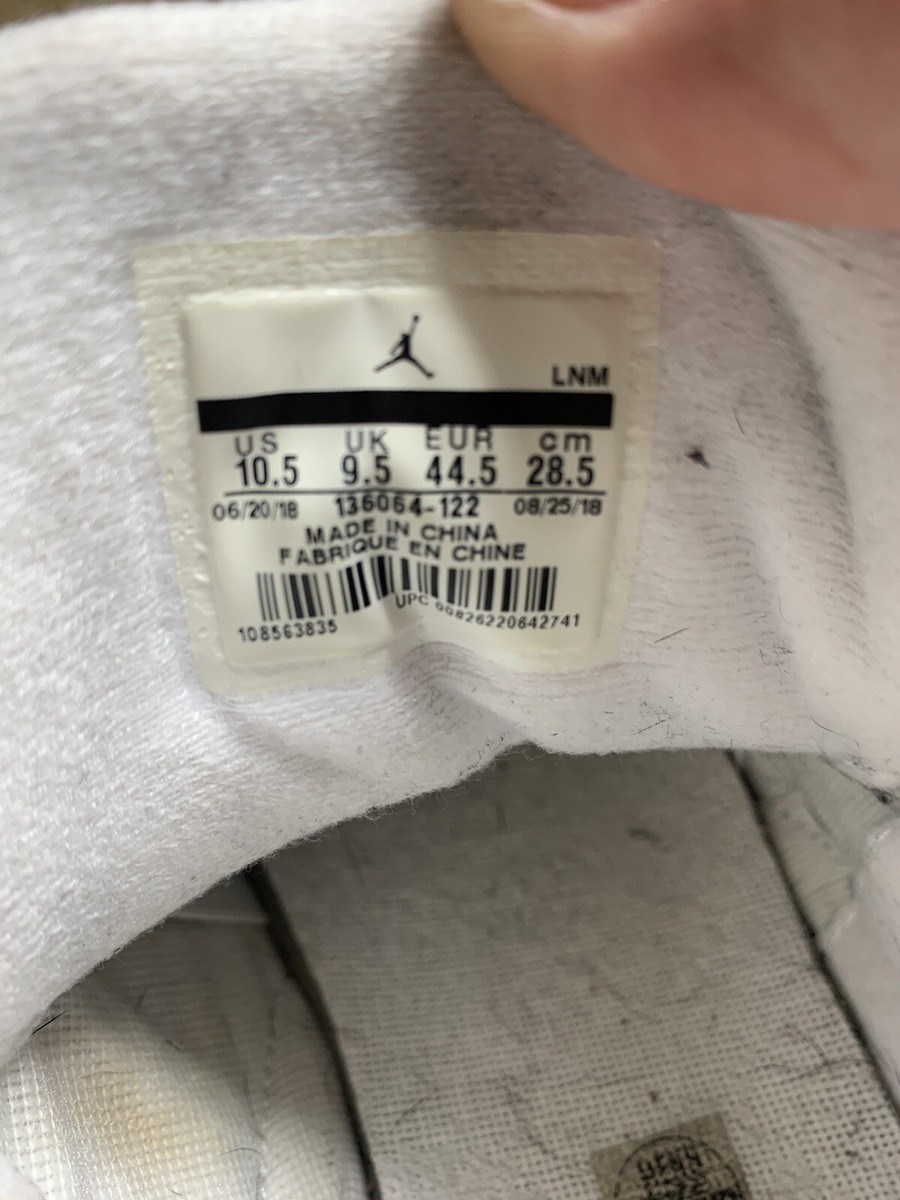 LNM
US UK EUR cm
10.5 9.5 44.5 28.5
06/20/18 136064-122 08/25/18
MADE IN CHINA
FABRIQUE EN CHINE
UPC 00826220642741
108563835